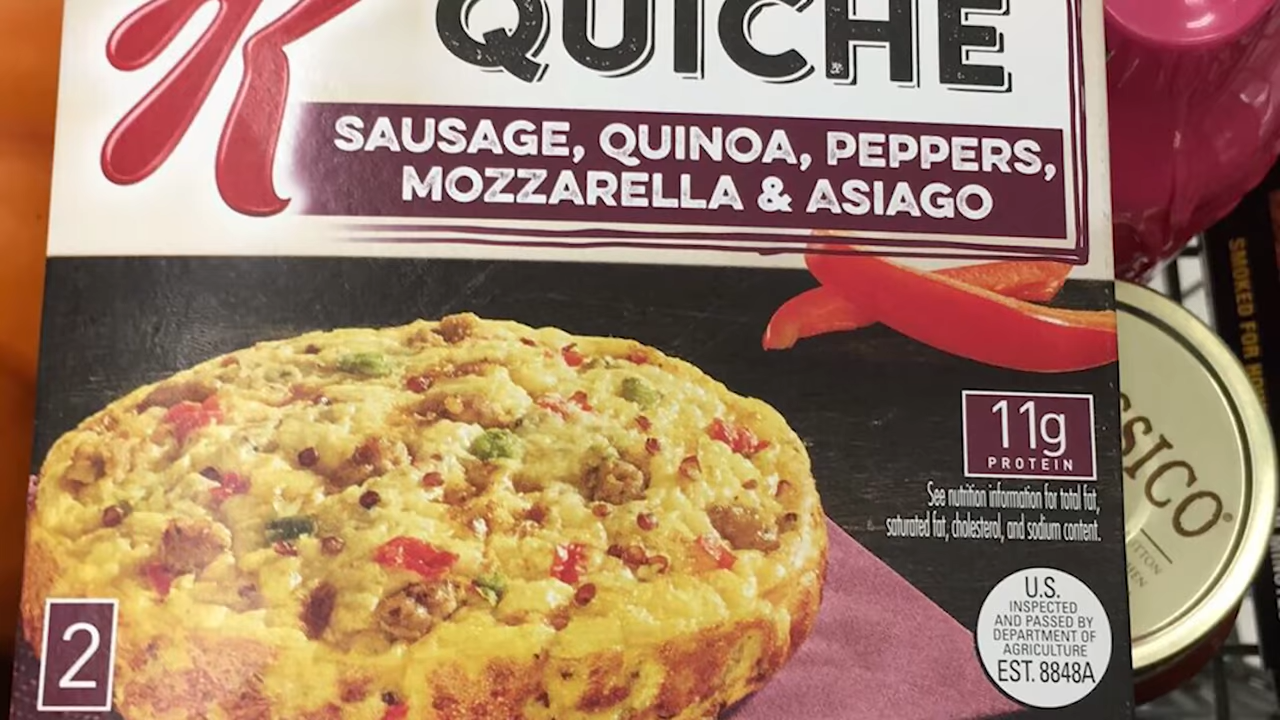 K
QUICHE
SAUSAGE, QUINOA, PEPPERS,
MOZZARELLA & ASIAGO
11g
PROTEIN
See nutrition information for total fat,
saturated fat, cholesterol, and sodium content.
U.S.
INSPECTED
AND PASSED BY
DEPARTMENT OF
AGRICULTURE
EST. 8848A
2
SSICO
SMOKED FOR